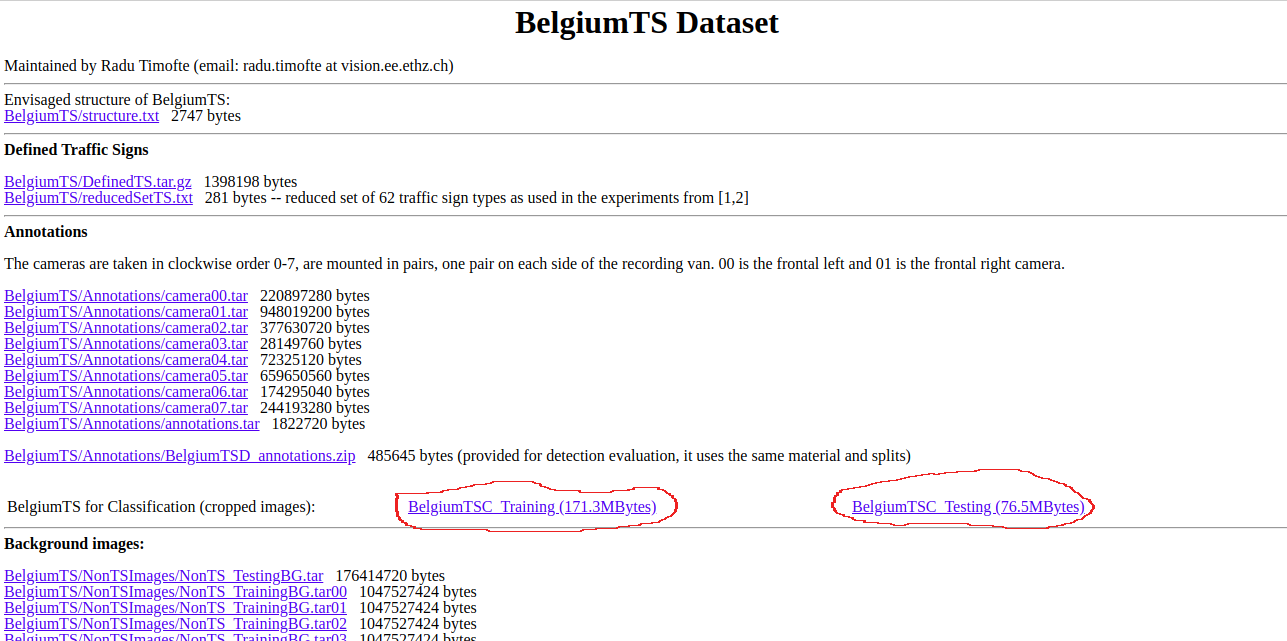 BelgiumTS Dataset
Maintained by Radu Timofte (email: radu.timofte at vision.ee.ethz.ch)
Envisaged structure of BelgiumTS:
BelgiumTS/structure.txt 2747 bytes
Defined Traffic Signs
BelgiumTS/DefinedTS.tar.gz 1398198 bytes
BelgiumTS/reducedSetTS.txt 281 bytes -- reduced set of 62 traffic sign types as used in the experiments from [1,2]
Annotations
The cameras are taken in clockwise order 0-7, are mounted in pairs, one pair on each side of the recording van. 00 is the frontal left and 01 is the frontal right camera.
BelgiumTS/Annotations/camera00.tar 220897280 bytes
BelgiumTS/Annotations/camera01.tar 948019200 bytes
BelgiumTS/Annotations/camera02.tar 377630720 bytes
BelgiumTS/Annotations/camera03.tar 28149760 bytes
BelgiumTS/Annotations/camera04.tar 72325120 bytes
BelgiumTS/Annotations/camera05.tar 659650560 bytes
BelgiumTS/Annotations/camera06.tar 174295040 bytes
BelgiumTS/Annotations/camera07.tar 244193280 bytes
BelgiumTS/Annotations/annotations.tar 1822720 bytes
BelgiumTS/Annotations/BelgiumTSD_annotations.zip 485645 bytes (provided for detection evaluation, it uses the same material and splits)
BelgiumTS for Classification (cropped images): BelgiumTSC_Training (171.3MBytes) BelgiumTSC_Testing (76.5MBytes)
Background images:
BelgiumTS/NonTSImages/NonTS_TestingBG.tar 176414720 bytes
BelgiumTS/NonTSImages/NonTS_TrainingBG.tar00 1047527424 bytes
BelgiumTS/NonTSImages/NonTS_TrainingBG.tar01 1047527424 bytes
BelgiumTS/NonTSImages/NonTS_TrainingBG.tar02 1047527424 bytes
BelgiumTS/NonTSImages/NonTS_TrainingBG.tar03 1047527424 bytes